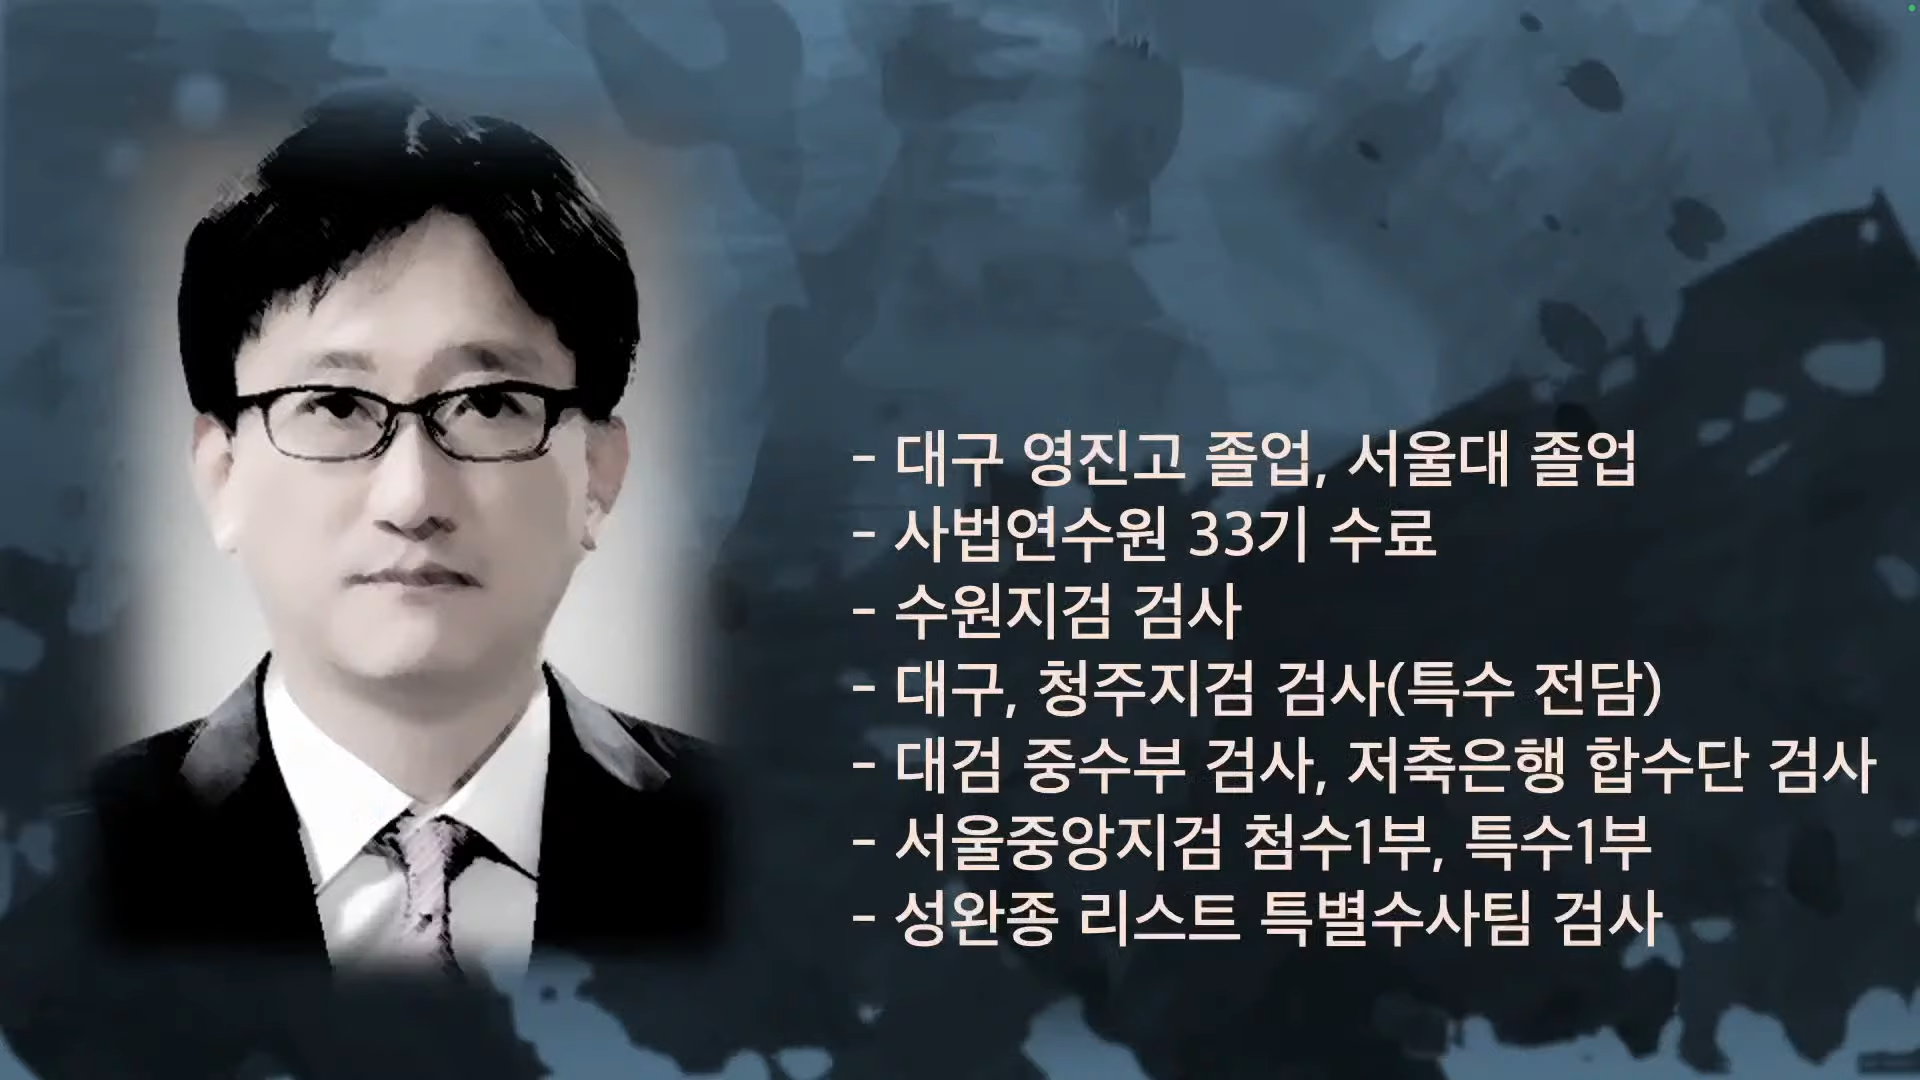 - 대구 영진고 졸업, 서울대 졸업
- 사법연수원 33기 수료
- 수원지검 검사
- 대구, 청주지검 검사(특수 전담)
- 대검 중수부 검사, 저축은행 합수단 검사
- 서울중앙지검 첨수1부, 특수1부
- 성완종 리스트 특별수사팀 검사